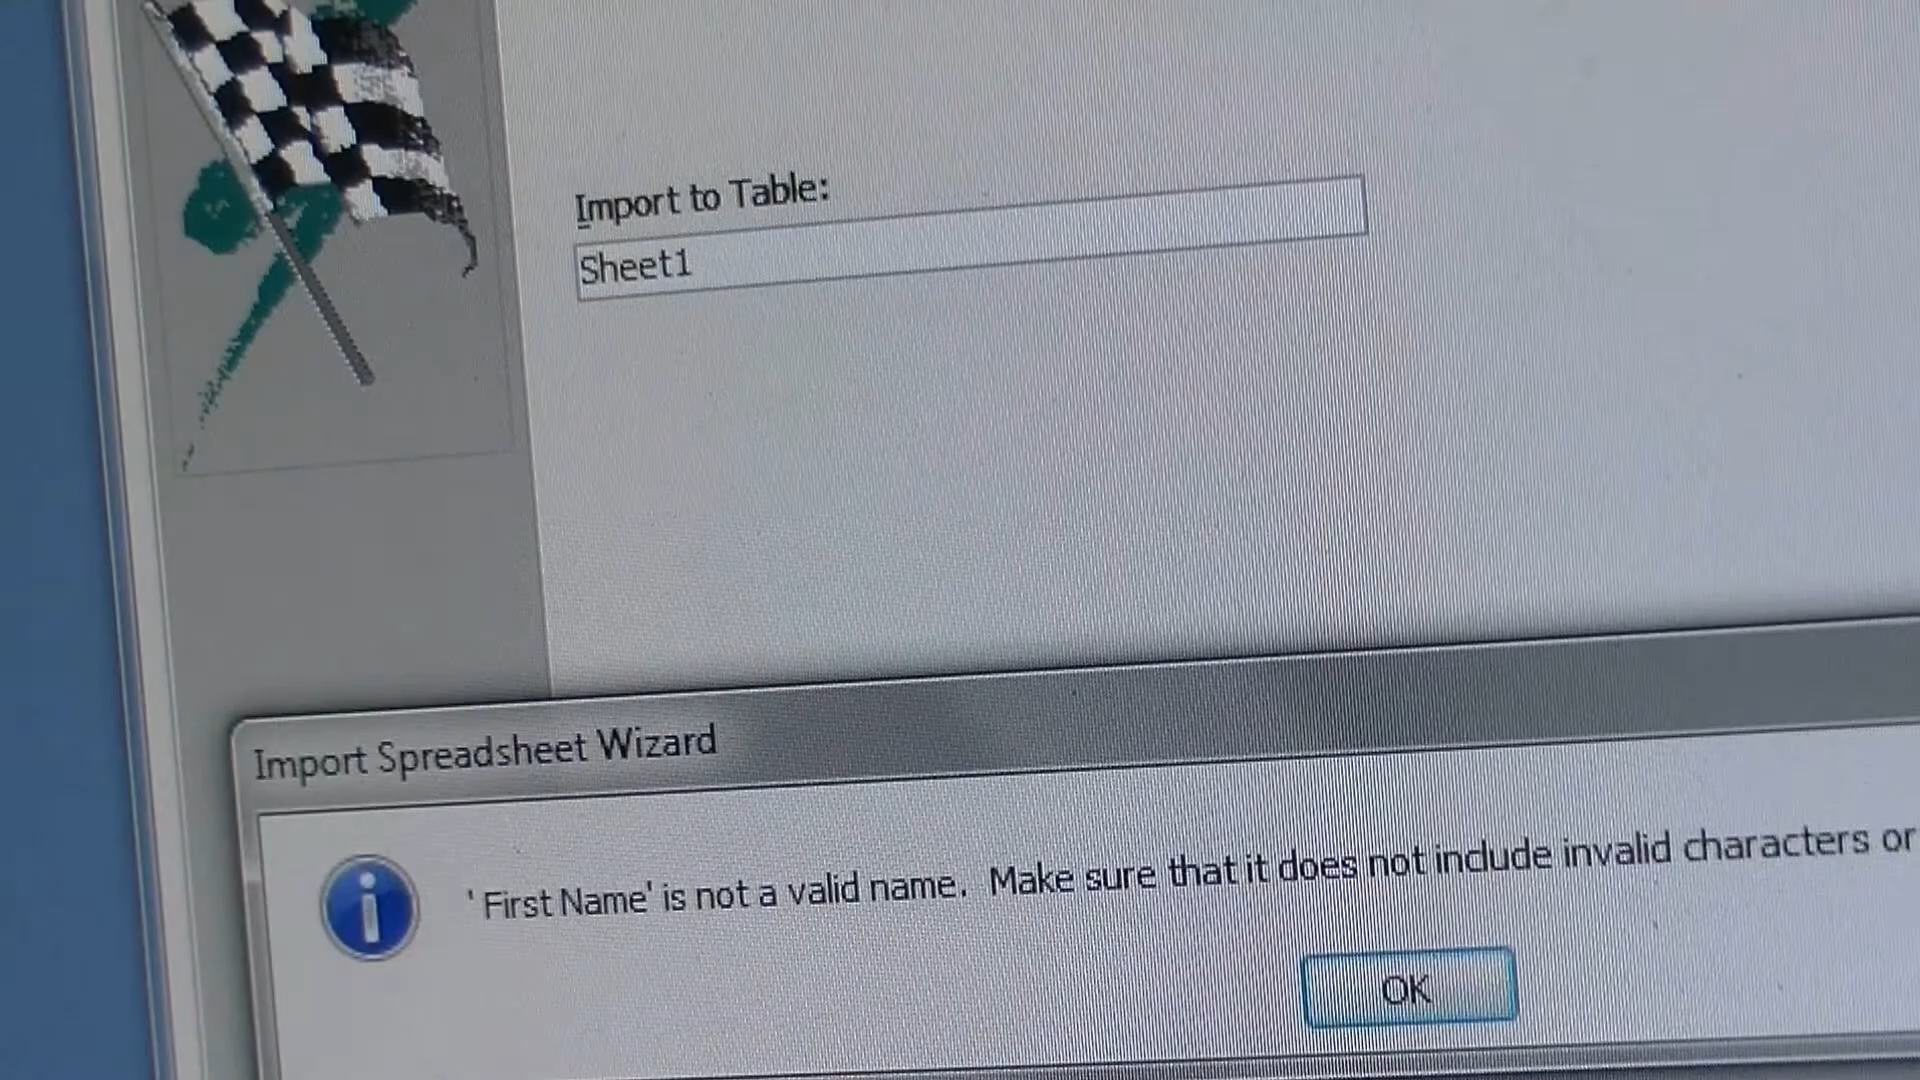 Import to Table:
Sheet1
Import Spreadsheet Wizard
' First Name' is not a valid name.  Make sure that it does not include invalid characters or
OK